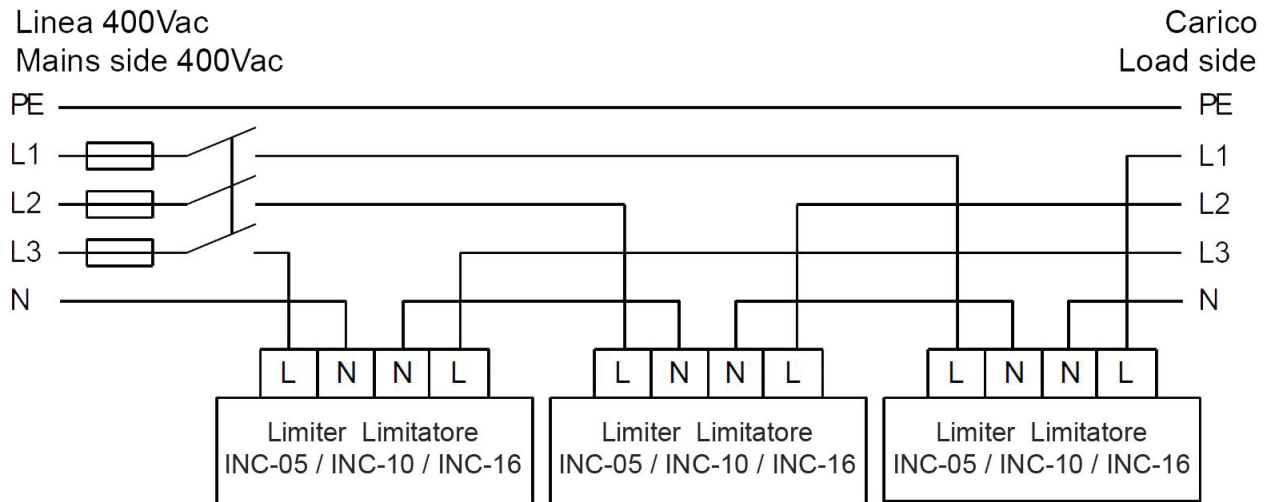 Linea 400Vac
Mains side 400Vac
Carico
Load side
PE PE
L1 L1
L2 L2
L3 L3
N N
L N N L L N N L L N N L
Limiter Limitatore
INC-05 / INC-10 / INC-16
Limiter Limitatore
INC-05 / INC-10 / INC-16
Limiter Limitatore
INC-05 / INC-10 / INC-16